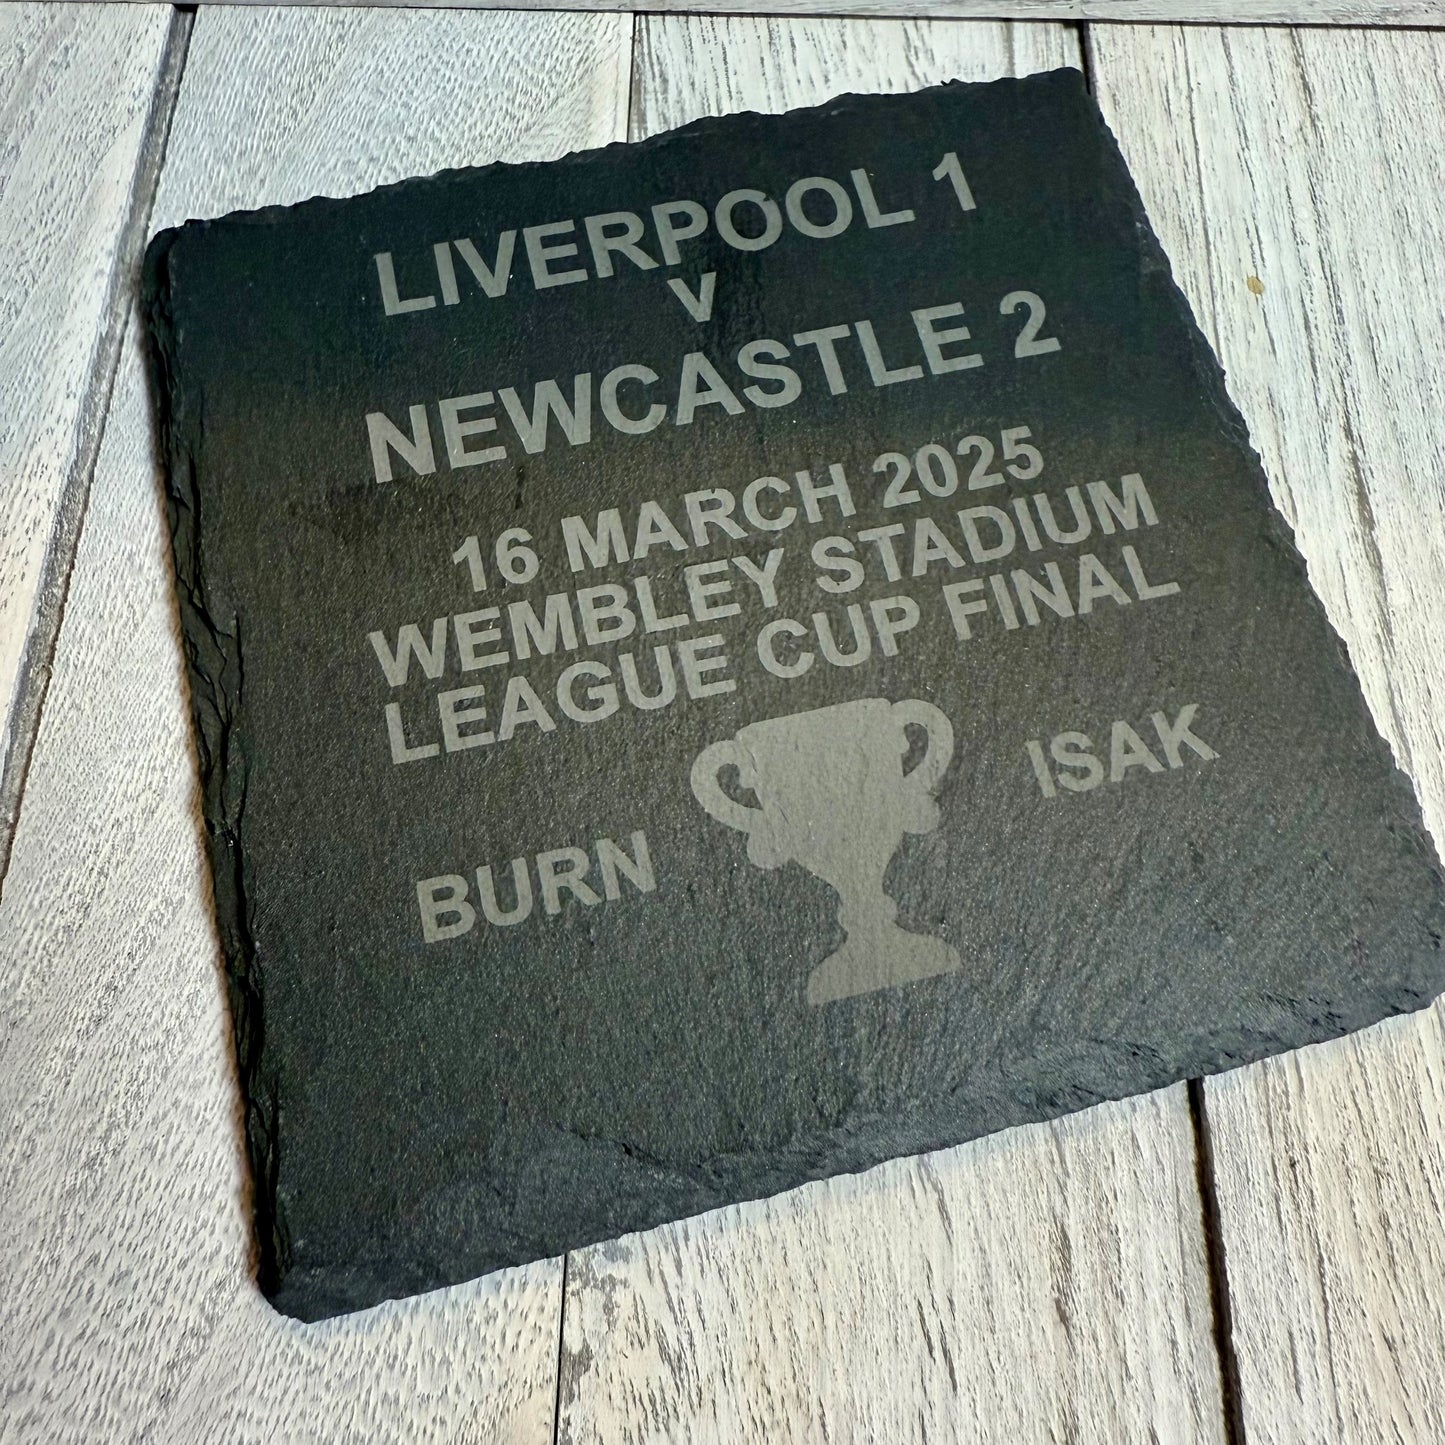 LIVERPOOL 1
V
NEWCASTLE 2
16 MARCH 2025
WEMBLEY STADIUM
LEAGUE CUP FINAL
BURN
ISAK